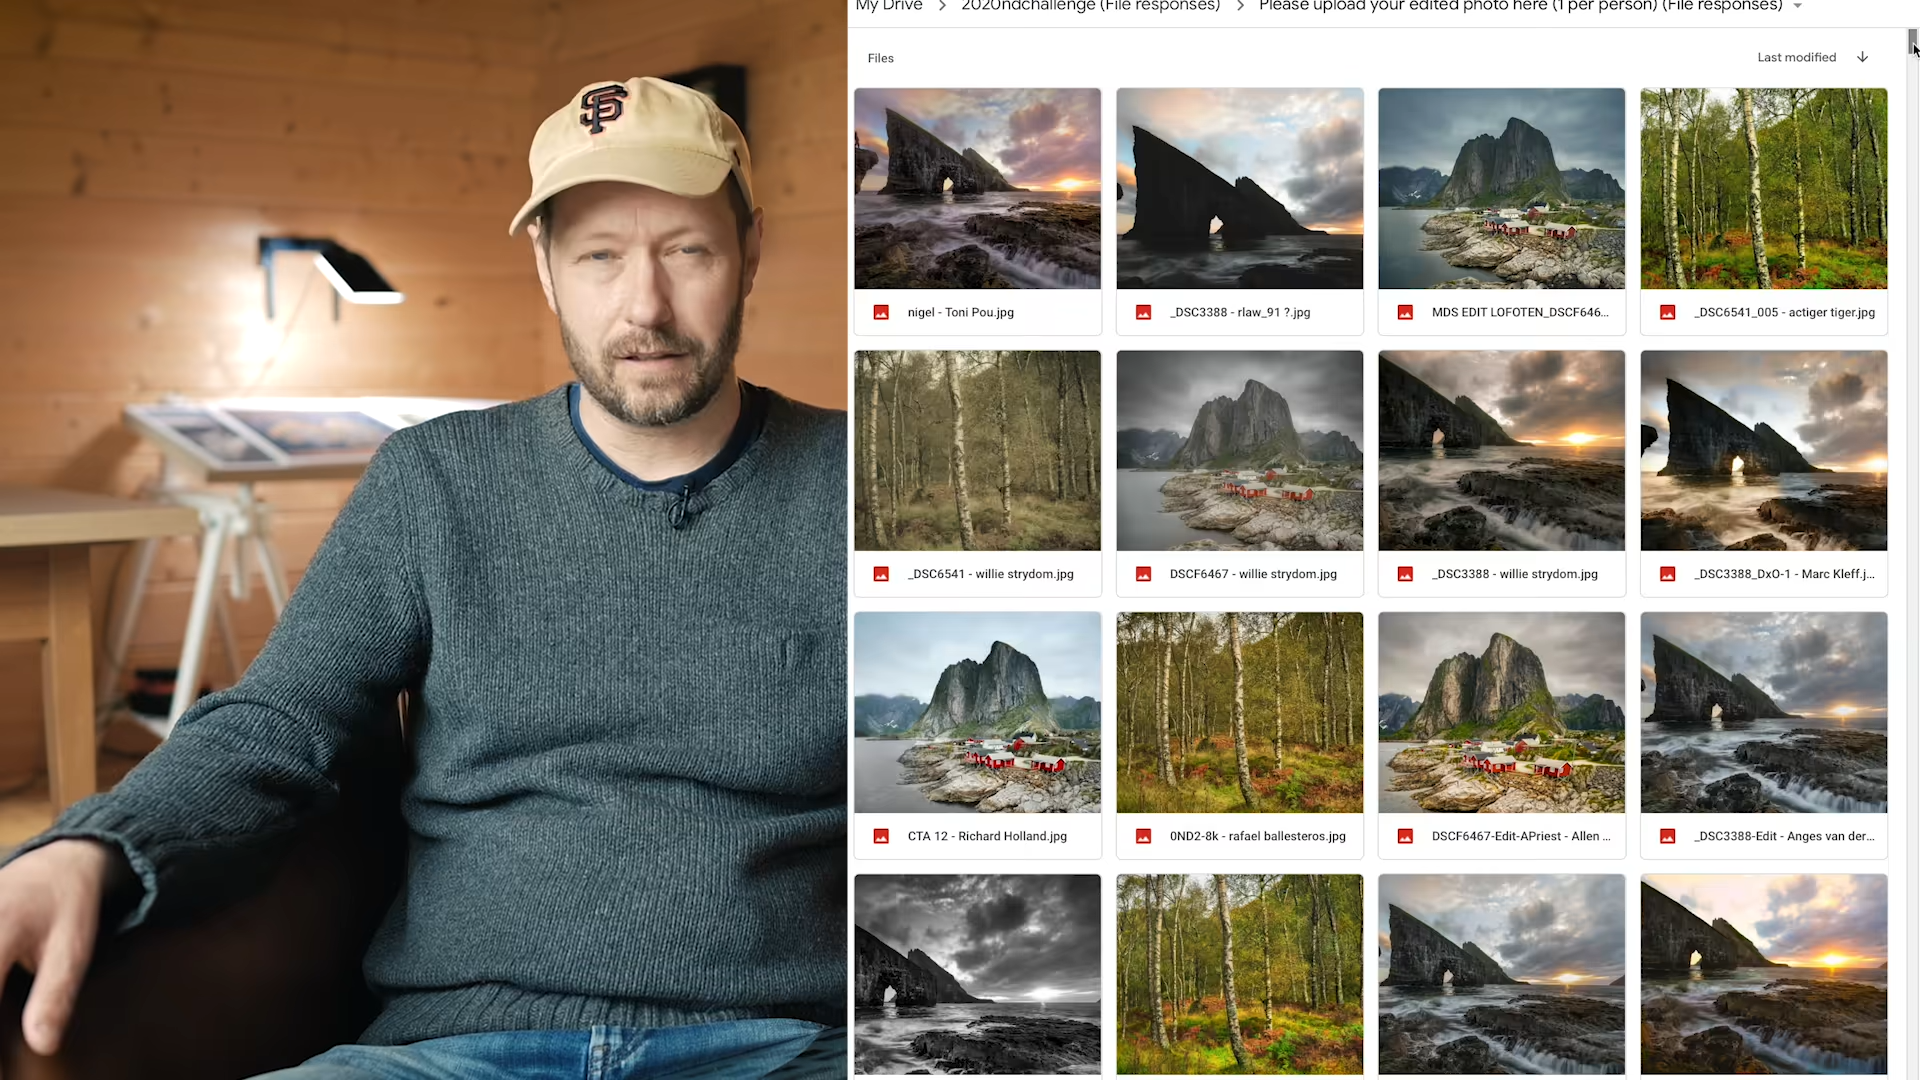 My Drive > 2020ndchallenge (File responses) > Please upload your edited photo here (1 per person) (File responses)
Files
Last modified
SF
nigel - Toni Pou.jpg
_DSC3388 - rlaw_91 ?.jpg
MDS EDIT LOFOTEN_DSCF646...
_DSC6541_005 - actiger tiger.jpg
_DSC6541 - willie strydom.jpg
DSCF6467 - willie strydom.jpg
_DSC3388 - willie strydom.jpg
_DSC3388_DxO-1 - Marc Kleff.j...
CTA 12 - Richard Holland.jpg
0ND2-8k - rafael ballesteros.jpg
DSCF6467-Edit-APriest - Allen ...
_DSC3388-Edit - Anges van der...